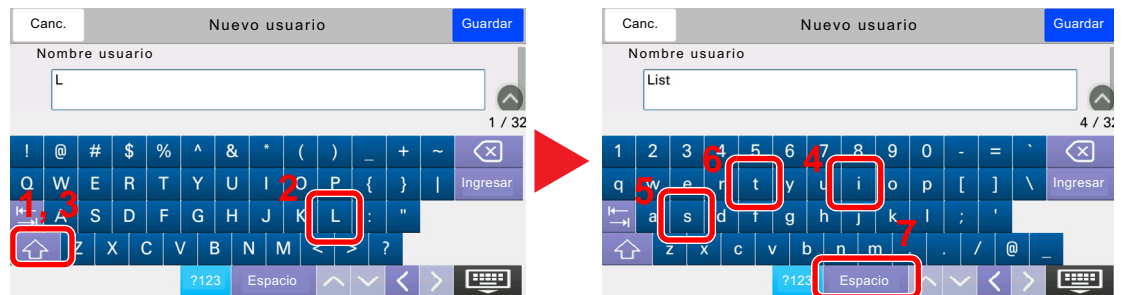 Canc. Nuevo usuario Guardar
Nombre usuario
L
1 / 32
! @ # $ % ^ & * ( ) _ + ~
Q W E R T Y U I O P { } | Ingresar
A S D F G H J K L : "
Z X C V B N M < > ?
?123 Espacio
1, 3
2
Canc. Nuevo usuario Guardar
Nombre usuario
List
4 / 32
1 2 3 4 5 6 7 8 9 0 - = `
q w e r t y u i o p [ ] \ Ingresar
a s d f g h j k l ; '
z x c v b n m . / @ _
?123 Espacio
4
5
6
7